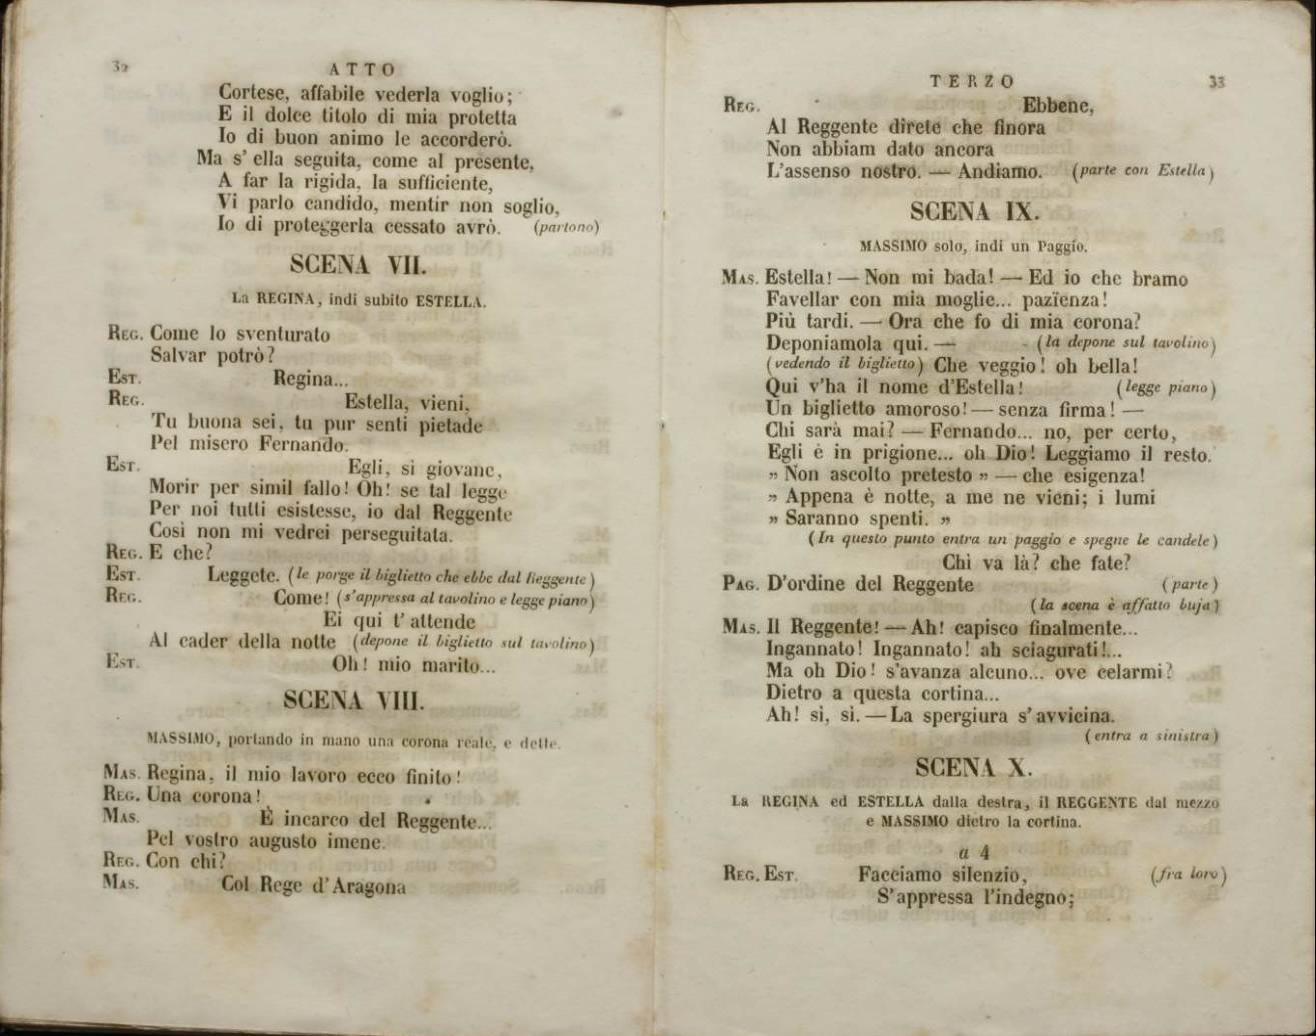 32
ATTO
Cortese, affabile vederla voglio;
E il dolce titolo di mia protetta
Io di buon animo le accorderò.
Ma s' ella seguita, come al presente,
A far la rigida, la sufficiente,
Vi parlo candido, mentir non soglio,
Io di proteggerla cessato avrò. (partono)
SCENA VII.
La REGINA, indi subito ESTELLA.
REG. Come lo sventurato
Salvar potrò?
EST. Regina...
REG. Estella, vieni,
Tu buona sei, tu pur senti pietade
Pel misero Fernando.
EST. Egli, si giovane,
Morir per simil fallo! Oh! se tal legge
Per noi tutti esistesse, io dal Reggente
Così non mi vedrei perseguitata.
REG. E che?
EST. Leggete. (le porge il biglietto che ebbe dal Reggente)
REG. Come! (s'appressa al tavolino e legge piano)
Ei qui t' attende
Al cader della notte (depone il biglietto sul tavolino)
EST. Oh! mio marito...
SCENA VIII.
MASSIMO, portando in mano una corona reale, e dette.
MAS. Regina, il mio lavoro ecco finito!
REG. Una corona!
MAS. È incarco del Reggente...
Pel vostro augusto imene.
REG. Con chi?
MAS. Col Rege d'Aragona
TERZO
33
REG. Ebbene,
Al Reggente direte che finora
Non abbiam dato ancora
L'assenso nostro. — Andiamo. (parte con Estella)
SCENA IX.
MASSIMO solo, indi un Paggio.
MAS. Estella! — Non mi bada! — Ed io che bramo
Favellar con mia moglie... pazïenza!
Più tardi. — Ora che fo di mia corona?
Deponiamola qui. — (la depone sul tavolino)
(vedendo il biglietto) Che veggio! oh bella!
Qui v'ha il nome d'Estella! (legge piano)
Un biglietto amoroso! — senza firma! —
Chi sarà mai? — Fernando... no, per certo,
Egli è in prigione... oh Dio! Leggiamo il resto.
» Non ascolto pretesto » — che esigenza!
» Appena è notte, a me ne vieni; i lumi
» Saranno spenti. »
(In questo punto entra un paggio e spegne le candele)
Chi va là? che fate?
PAG. D'ordine del Reggente (parte)
(la scena è affatto buja)
MAS. Il Reggente! — Ah! capisco finalmente...
Ingannato! Ingannato! ah sciagurati!...
Ma oh Dio! s'avanza alcuno... ove celarmi?
Dietro a questa cortina...
Ah! sì, sì. — La spergiura s'avvicina.
(entra a sinistra)
SCENA X.
La REGINA ed ESTELLA dalla destra, il REGGENTE dal mezzo
e MASSIMO dietro la cortina.
a 4
REG. EST. Facciamo silenzio, (fra loro)
S'appressa l'indegno;